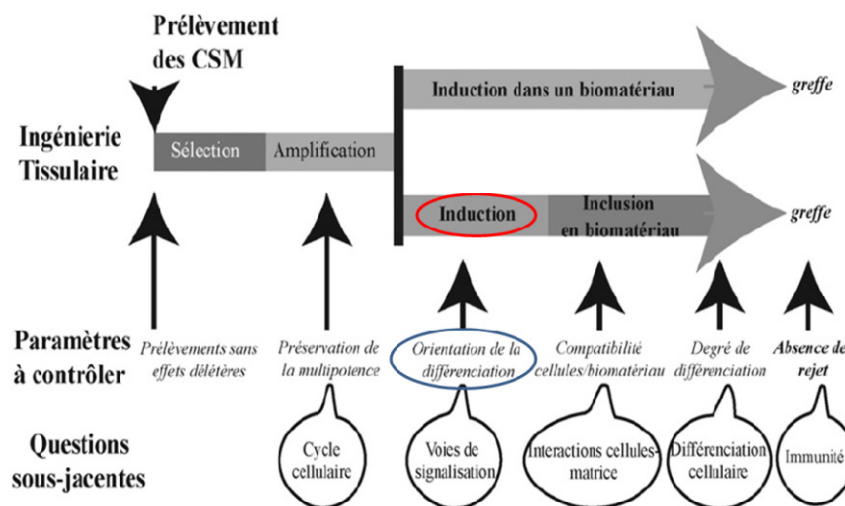 Prélèvement
des CSM
Induction dans un biomatériau
greffe
Ingénierie
Tissulaire
Sélection
Amplification
Induction
Inclusion
en biomatériau
greffe
Paramètres
à contrôler
Prélèvements sans
effets délétères
Préservation de
la multipotence
Orientation de la
différenciation
Compatibilité
cellules/biomatériau
Degré de
différenciation
Absence de
rejet
Questions
sous-jacentes
Cycle
cellulaire
Voies de
signalisation
Interactions cellules-
matrice
Différenciation
cellulaire
Immunité